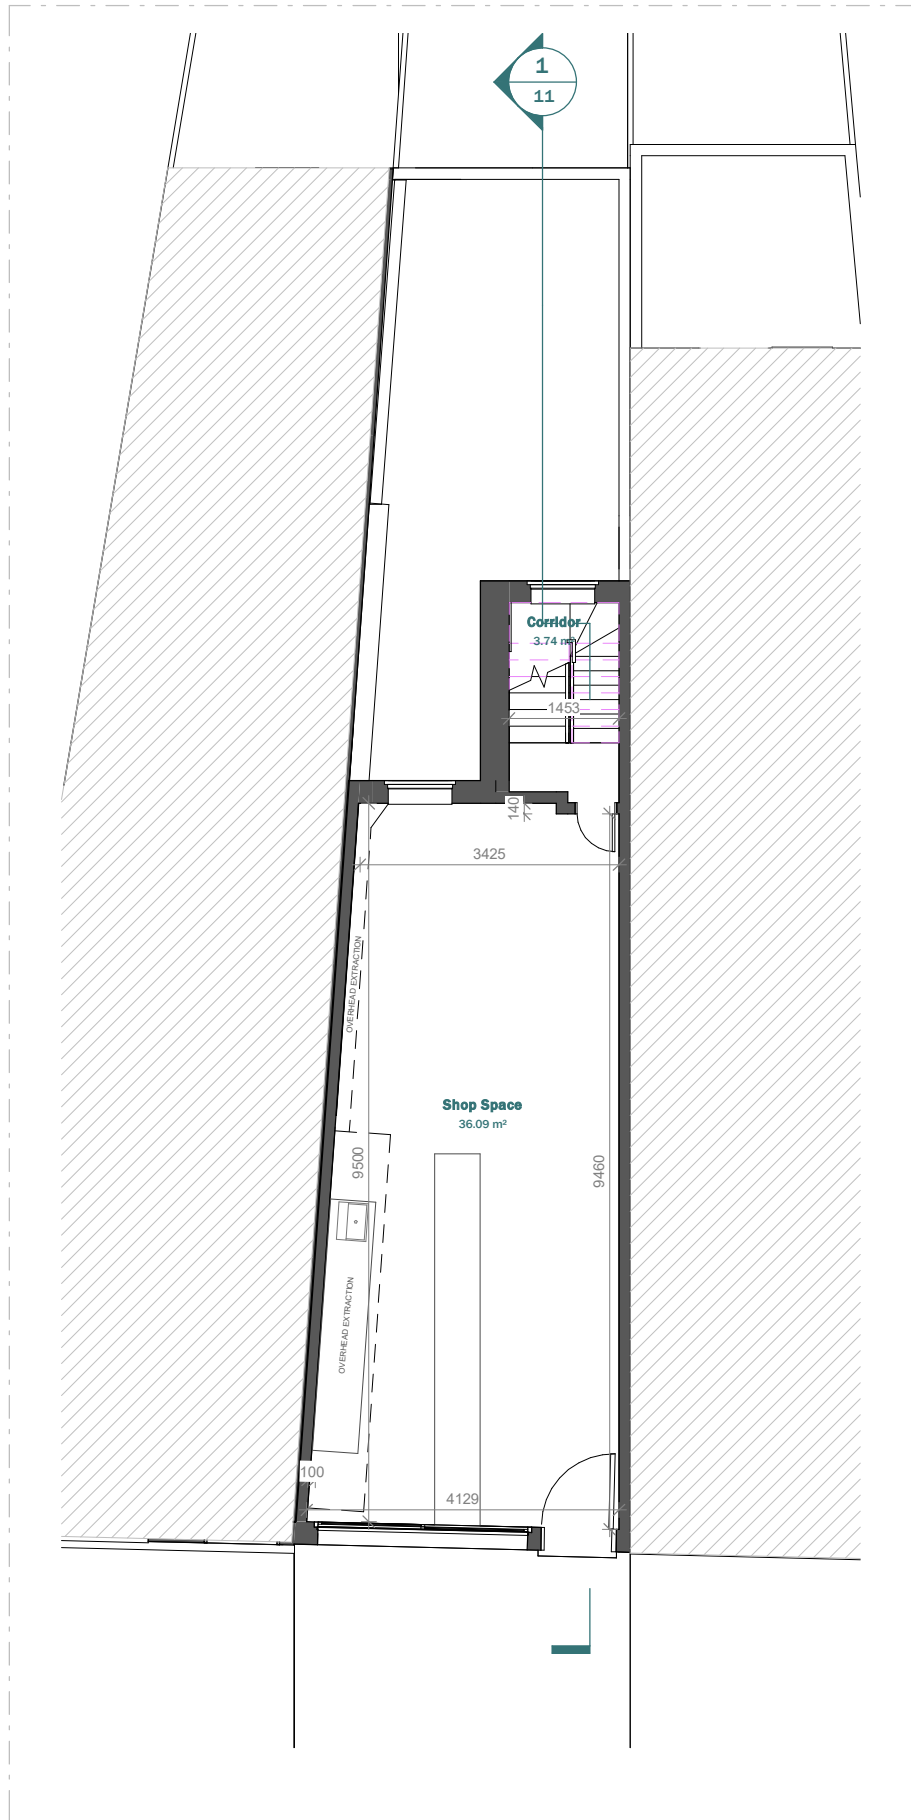 1
11
Corridor
3.74 m²
1453
140
3425
OVERHEAD EXTRACTION
Shop Space
36.09 m²
9500
9460
OVERHEAD EXTRACTION
100
4129